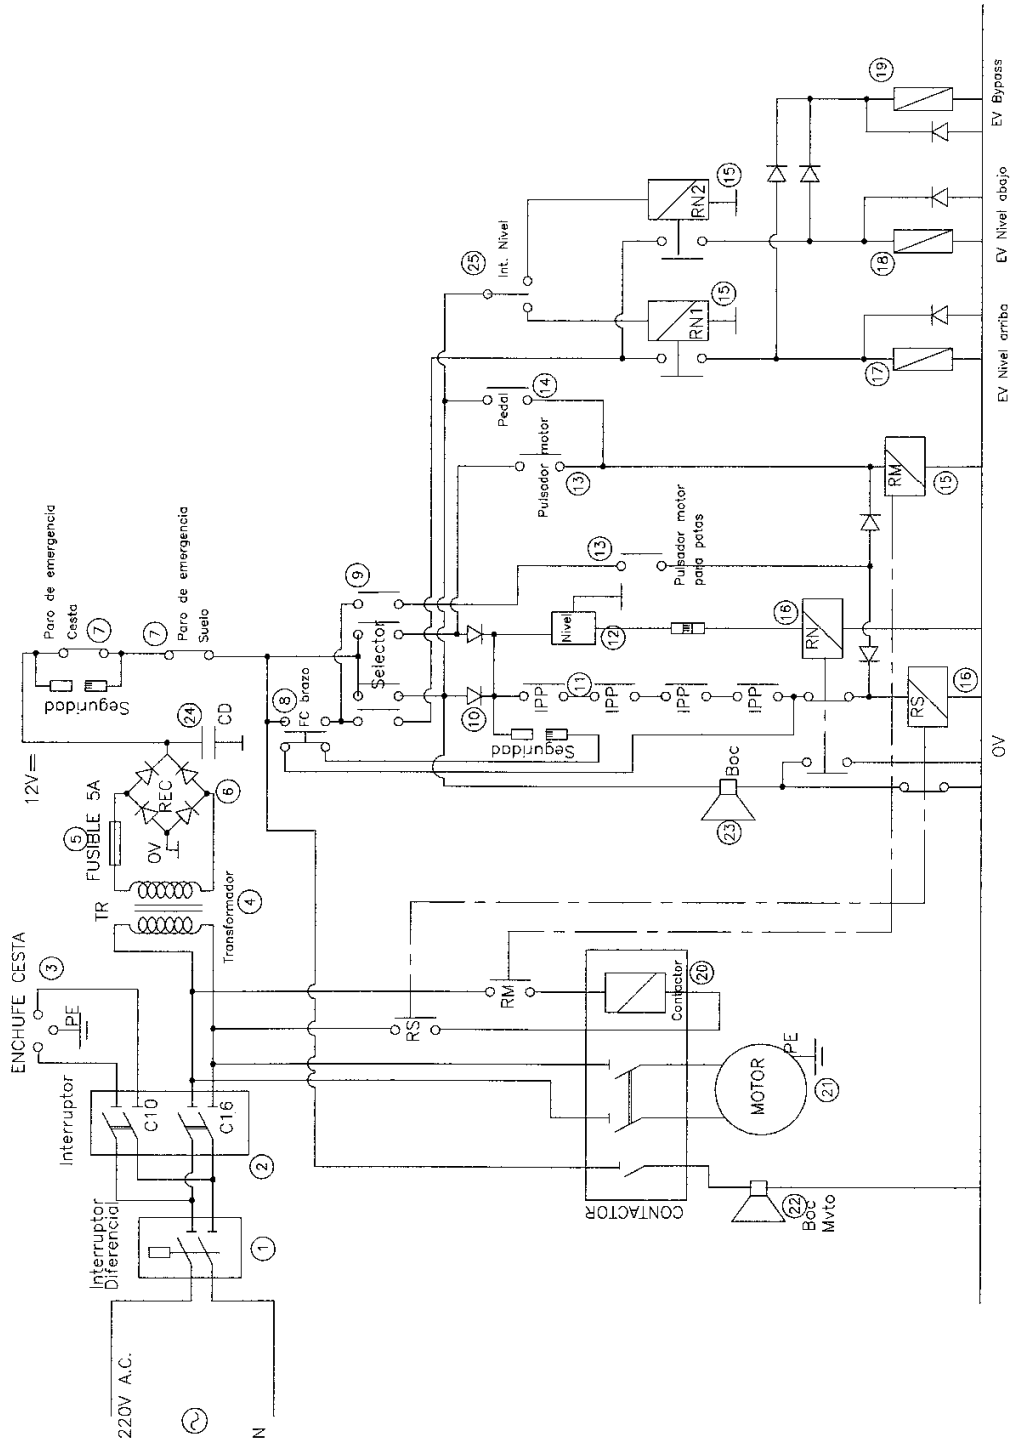 220V A.C.
N
Interruptor
Diferencial
1
Interruptor
2
C10
C16
ENCHUFE CESTA
3
PE
TR
Transformador
4
FUSIBLE 5A
5
REC
0V
6
12V=
24
CD
Seguridad
Paro de emergencia
Cesta
7
7
Paro de emergencia
Suelo
8
FC brazo
Selector
9
10
Seguridad
IPP
11
IPP
IPP
IPP
Nivel
12
13
Pulsador motor
para patas
Pulsador motor
13
Pedal
14
25
Int. Nivel
RN1
15
RN2
15
RN
16
RS
16
RM
15
17
EV Nivel arriba
18
EV Nivel abajo
19
EV Bypass
0V
Boc
23
RS
RM
Contactor
20
CONTACTOR
MOTOR
PE
21
22
Boc
Mvto